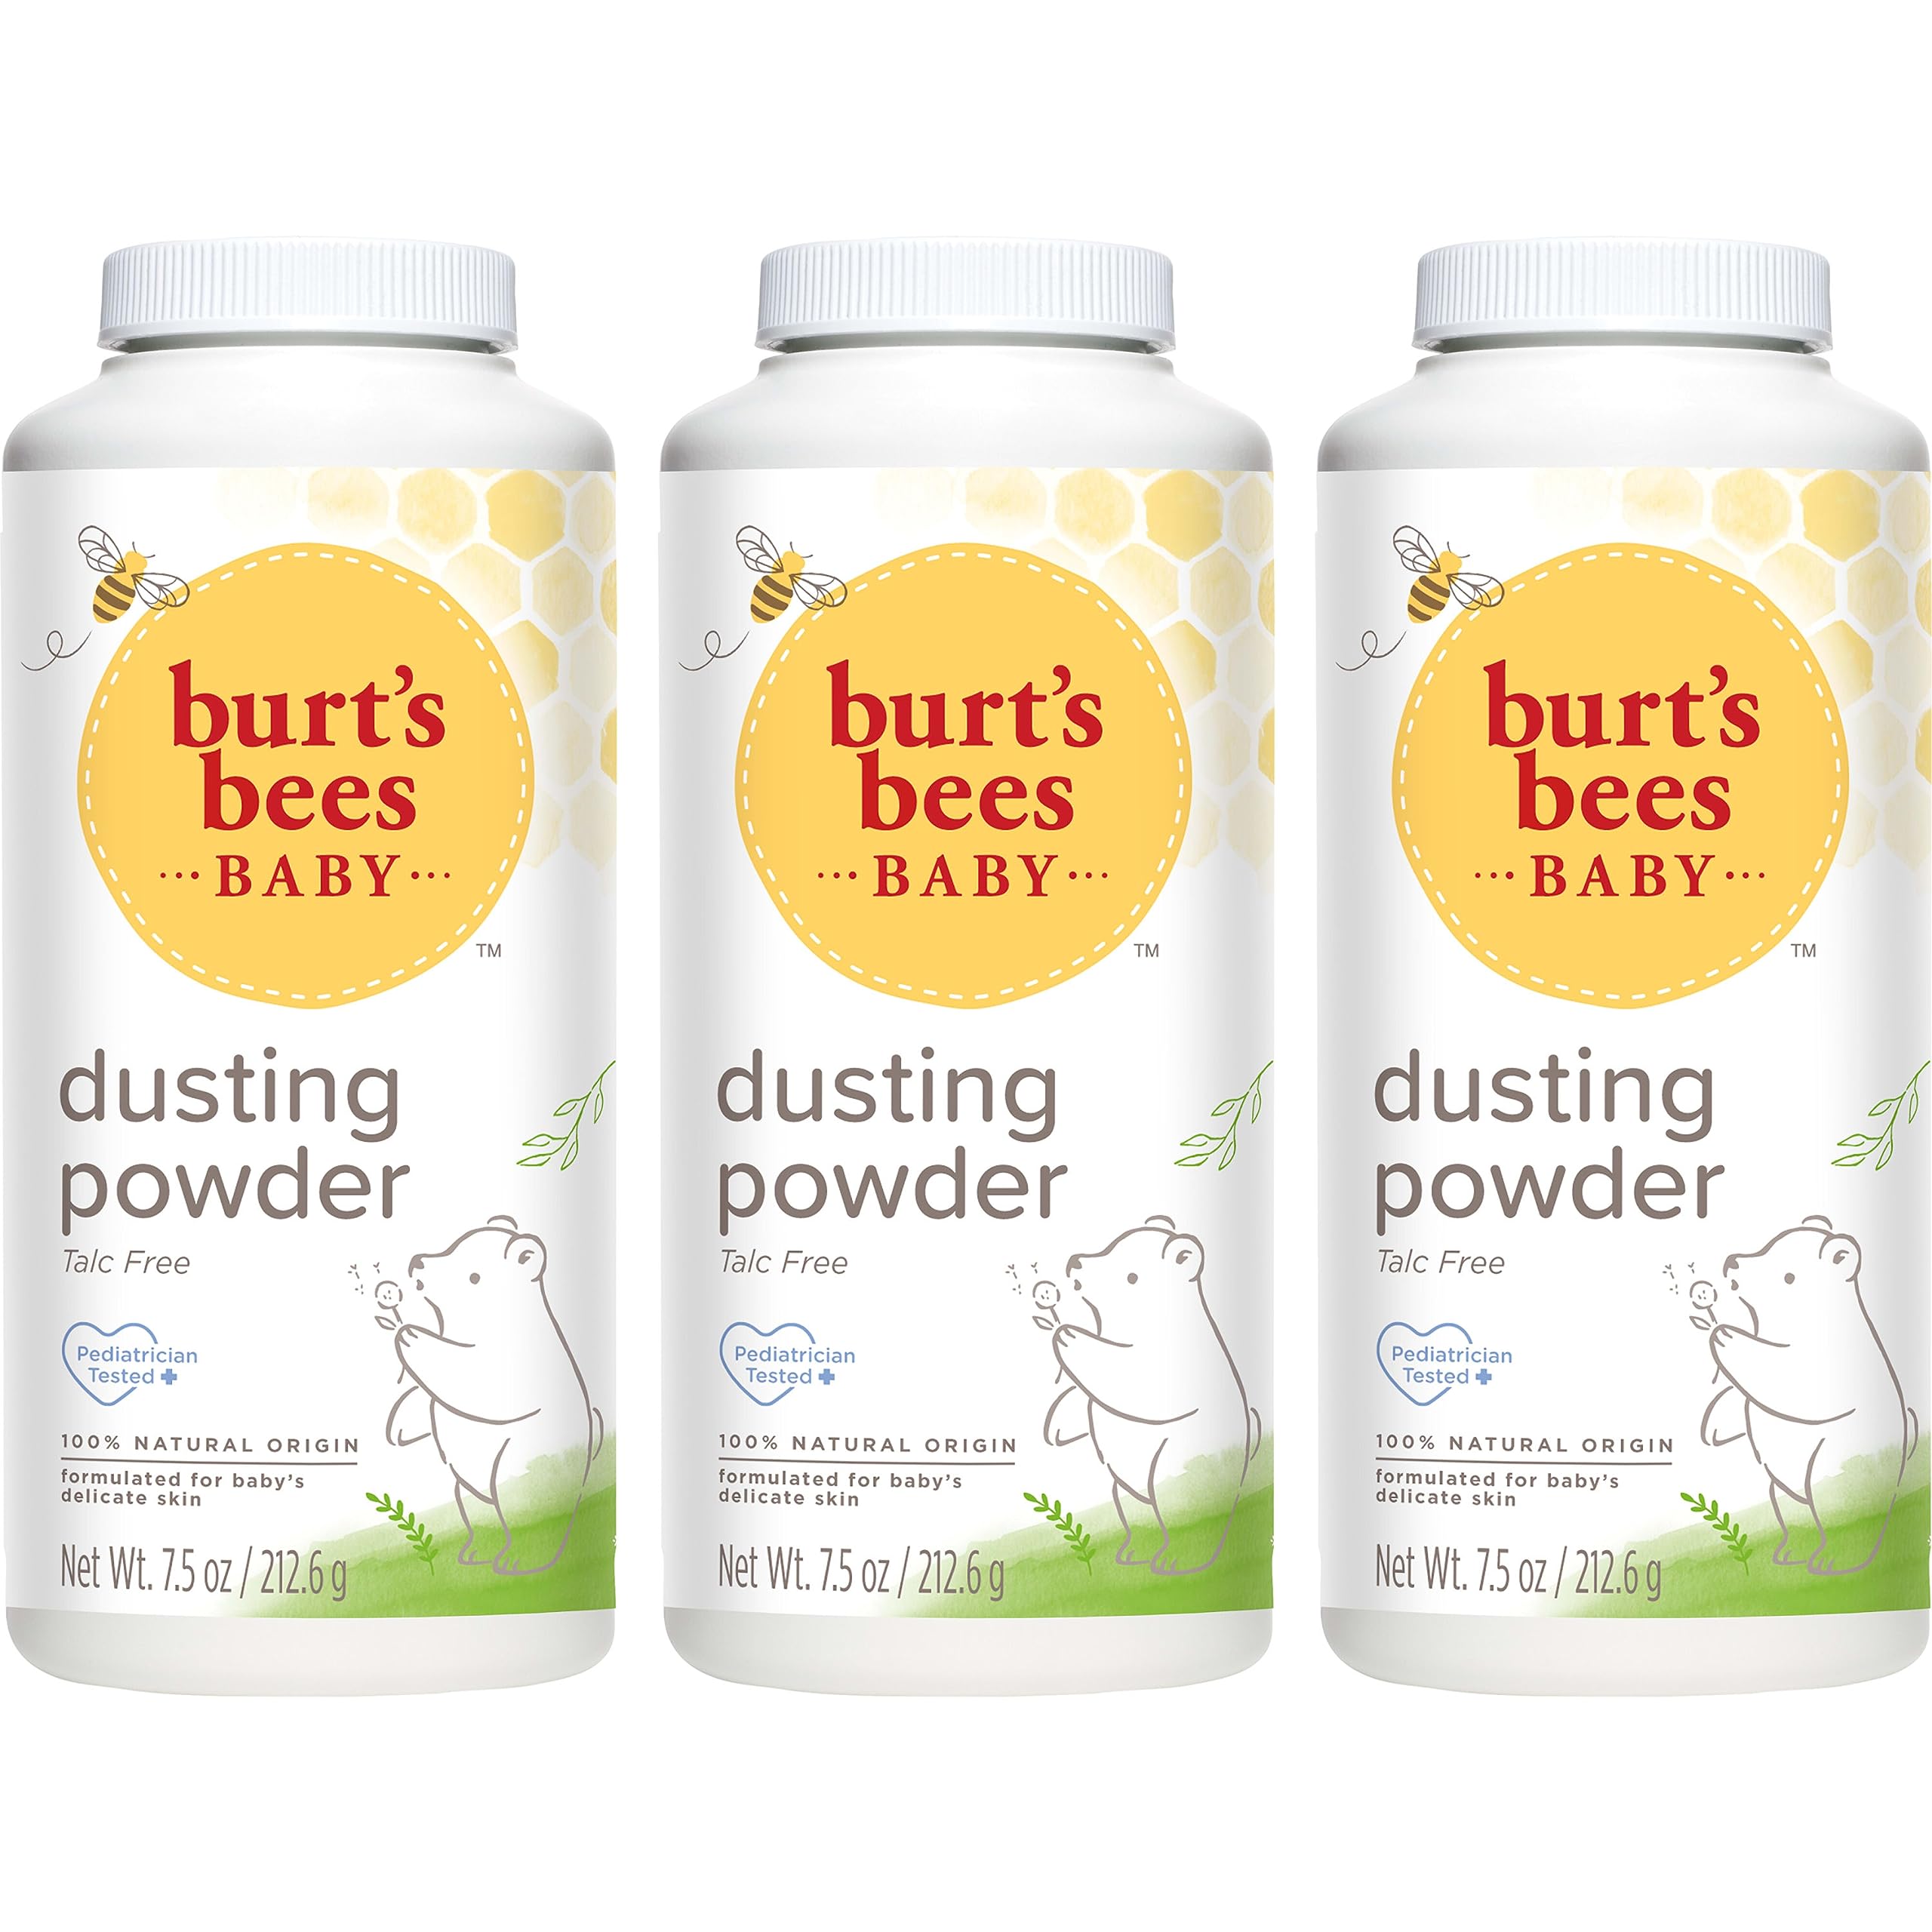 burt's
bees
BABY
TM
dusting
powder
Talc Free
Pediatrician
Tested
100% NATURAL ORIGIN
formulated for baby's
delicate skin
Net Wt. 7.5 oz / 212.6 g
burt's
bees
BABY
TM
dusting
powder
Talc Free
Pediatrician
Tested
100% NATURAL ORIGIN
formulated for baby's
delicate skin
Net Wt. 7.5 oz / 212.6 g
burt's
bees
BABY
TM
dusting
powder
Talc Free
Pediatrician
Tested
100% NATURAL ORIGIN
formulated for baby's
delicate skin
Net Wt. 7.5 oz / 212.6 g